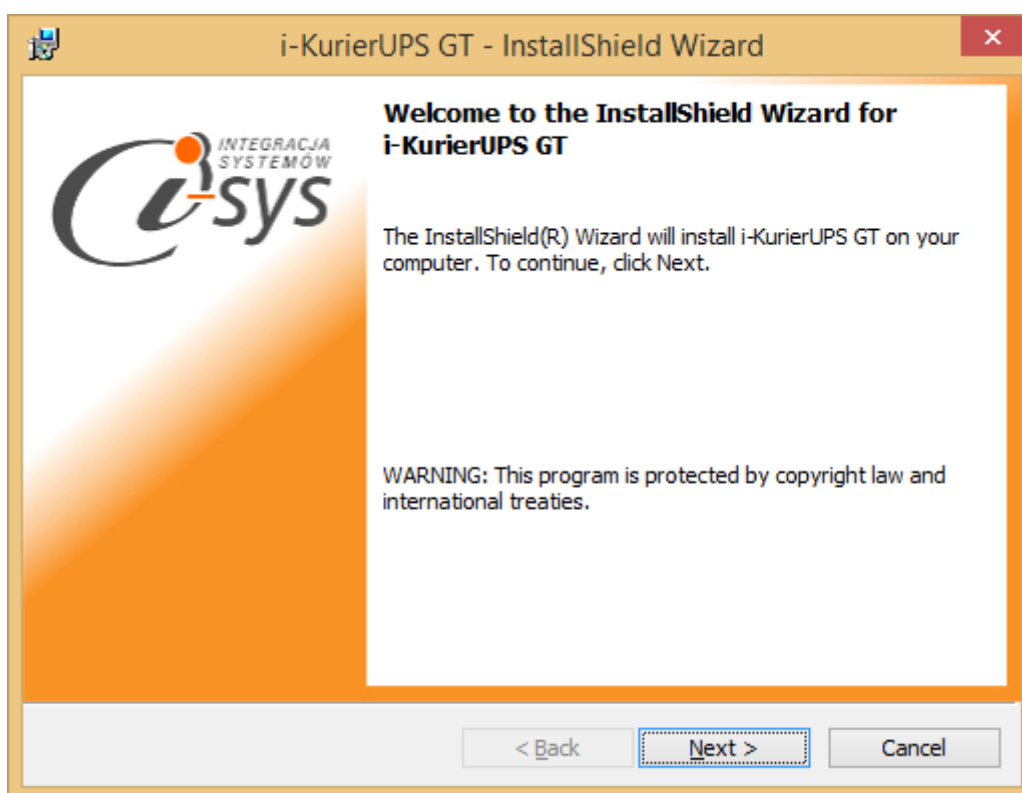 i-KurierUPS GT - InstallShield Wizard
INTEGRACJA
SYSTEMÓW
i-sys
Welcome to the InstallShield Wizard for
i-KurierUPS GT
The InstallShield(R) Wizard will install i-KurierUPS GT on your
computer. To continue, click Next.
WARNING: This program is protected by copyright law and
international treaties.
< Back
Next >
Cancel